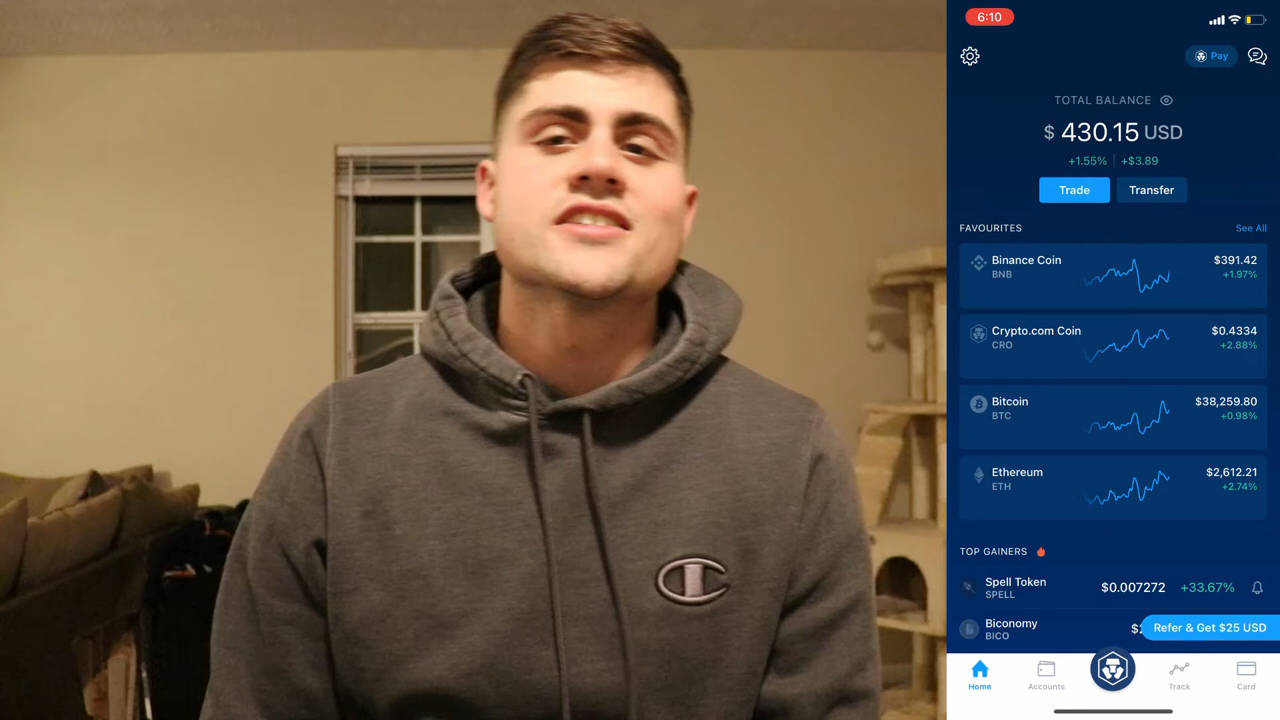 6:10
Pay
TOTAL BALANCE
$ 430.15 USD
+1.55% +$3.89
Trade Transfer
FAVOURITES See All
Binance Coin $391.42
BNB +1.97%
Crypto.com Coin $0.4334
CRO +2.88%
Bitcoin $38,259.80
BTC +0.98%
Ethereum $2,612.21
ETH +2.74%
TOP GAINERS
Spell Token $0.007272 +33.67%
SPELL
Biconomy
BICO
Refer & Get $25 USD
Home Accounts Track Card